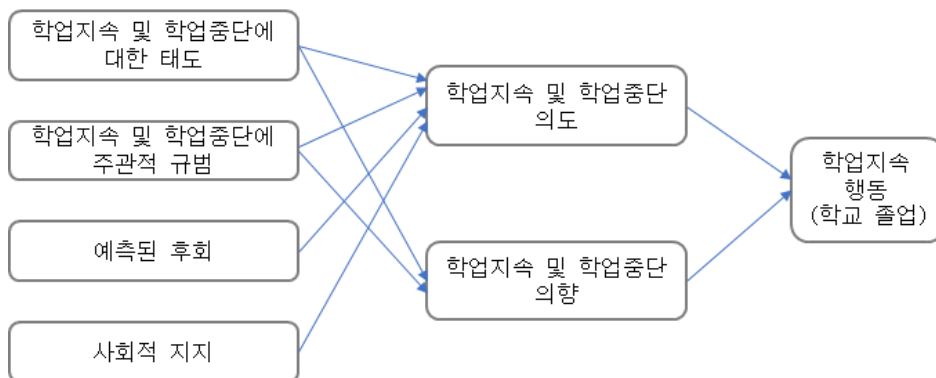 학업지속 및 학업중단에
대한 태도
학업지속 및 학업중단에
주관적 규범
예측된 후회
사회적 지지
학업지속 및 학업중단
의도
학업지속 및 학업중단
의향
학업지속
행동
(학교 졸업)